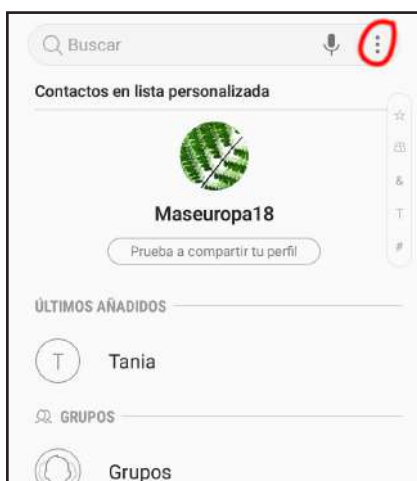 Buscar
Contactos en lista personalizada
Maseuropa18
Prueba a compartir tu perfil
&
T
#
ÚLTIMOS AÑADIDOS
T Tania
GRUPOS
Grupos